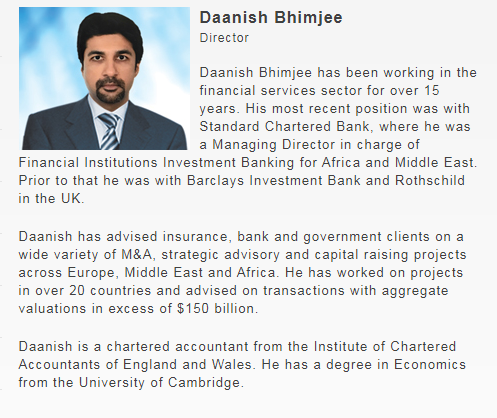 Daanish Bhimjee
Director
Daanish Bhimjee has been working in the
financial services sector for over 15
years. His most recent position was with
Standard Chartered Bank, where he was
a Managing Director in charge of
Financial Institutions Investment Banking for Africa and Middle East.
Prior to that he was with Barclays Investment Bank and Rothschild
in the UK.
Daanish has advised insurance, bank and government clients on a
wide variety of M&A, strategic advisory and capital raising projects
across Europe, Middle East and Africa. He has worked on projects
in over 20 countries and advised on transactions with aggregate
valuations in excess of $150 billion.
Daanish is a chartered accountant from the Institute of Chartered
Accountants of England and Wales. He has a degree in Economics
from the University of Cambridge.